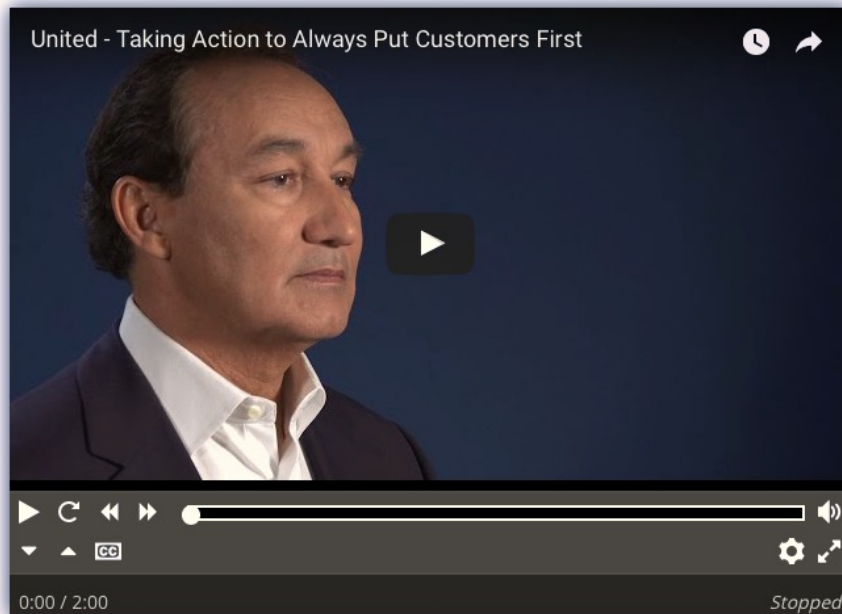 United - Taking Action to Always Put Customers First
CC
0:00 / 2:00
Stopped